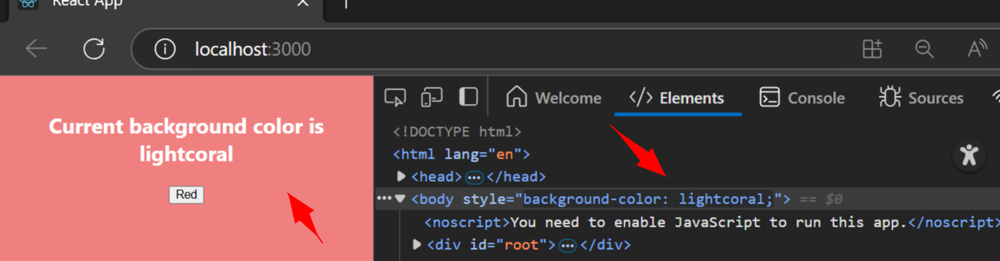 React App
localhost:3000
Current background color is
lightcoral
Red
Welcome
Elements
Console
Sources
<!DOCTYPE html>
<html lang="en">
<head>…</head>
<body style="background-color: lightcoral;"> == $0
<noscript>You need to enable JavaScript to run this app.</noscript>
<div id="root">…</div>